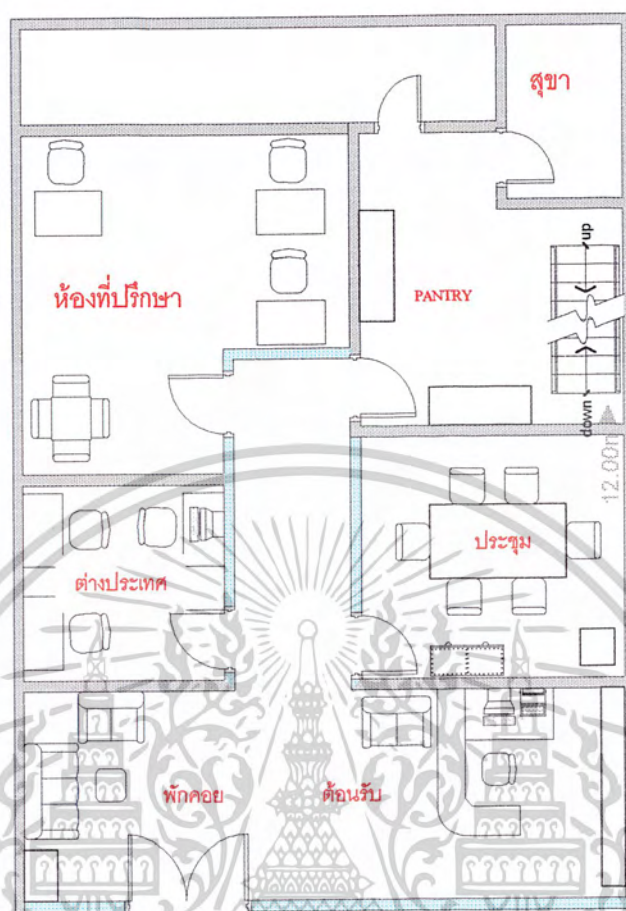 สุขา
up
ห้องที่ปรึกษา
PANTRY
down
12.00m
ประชุม
ต่างประเทศ
พักคอย
ต้อนรับ